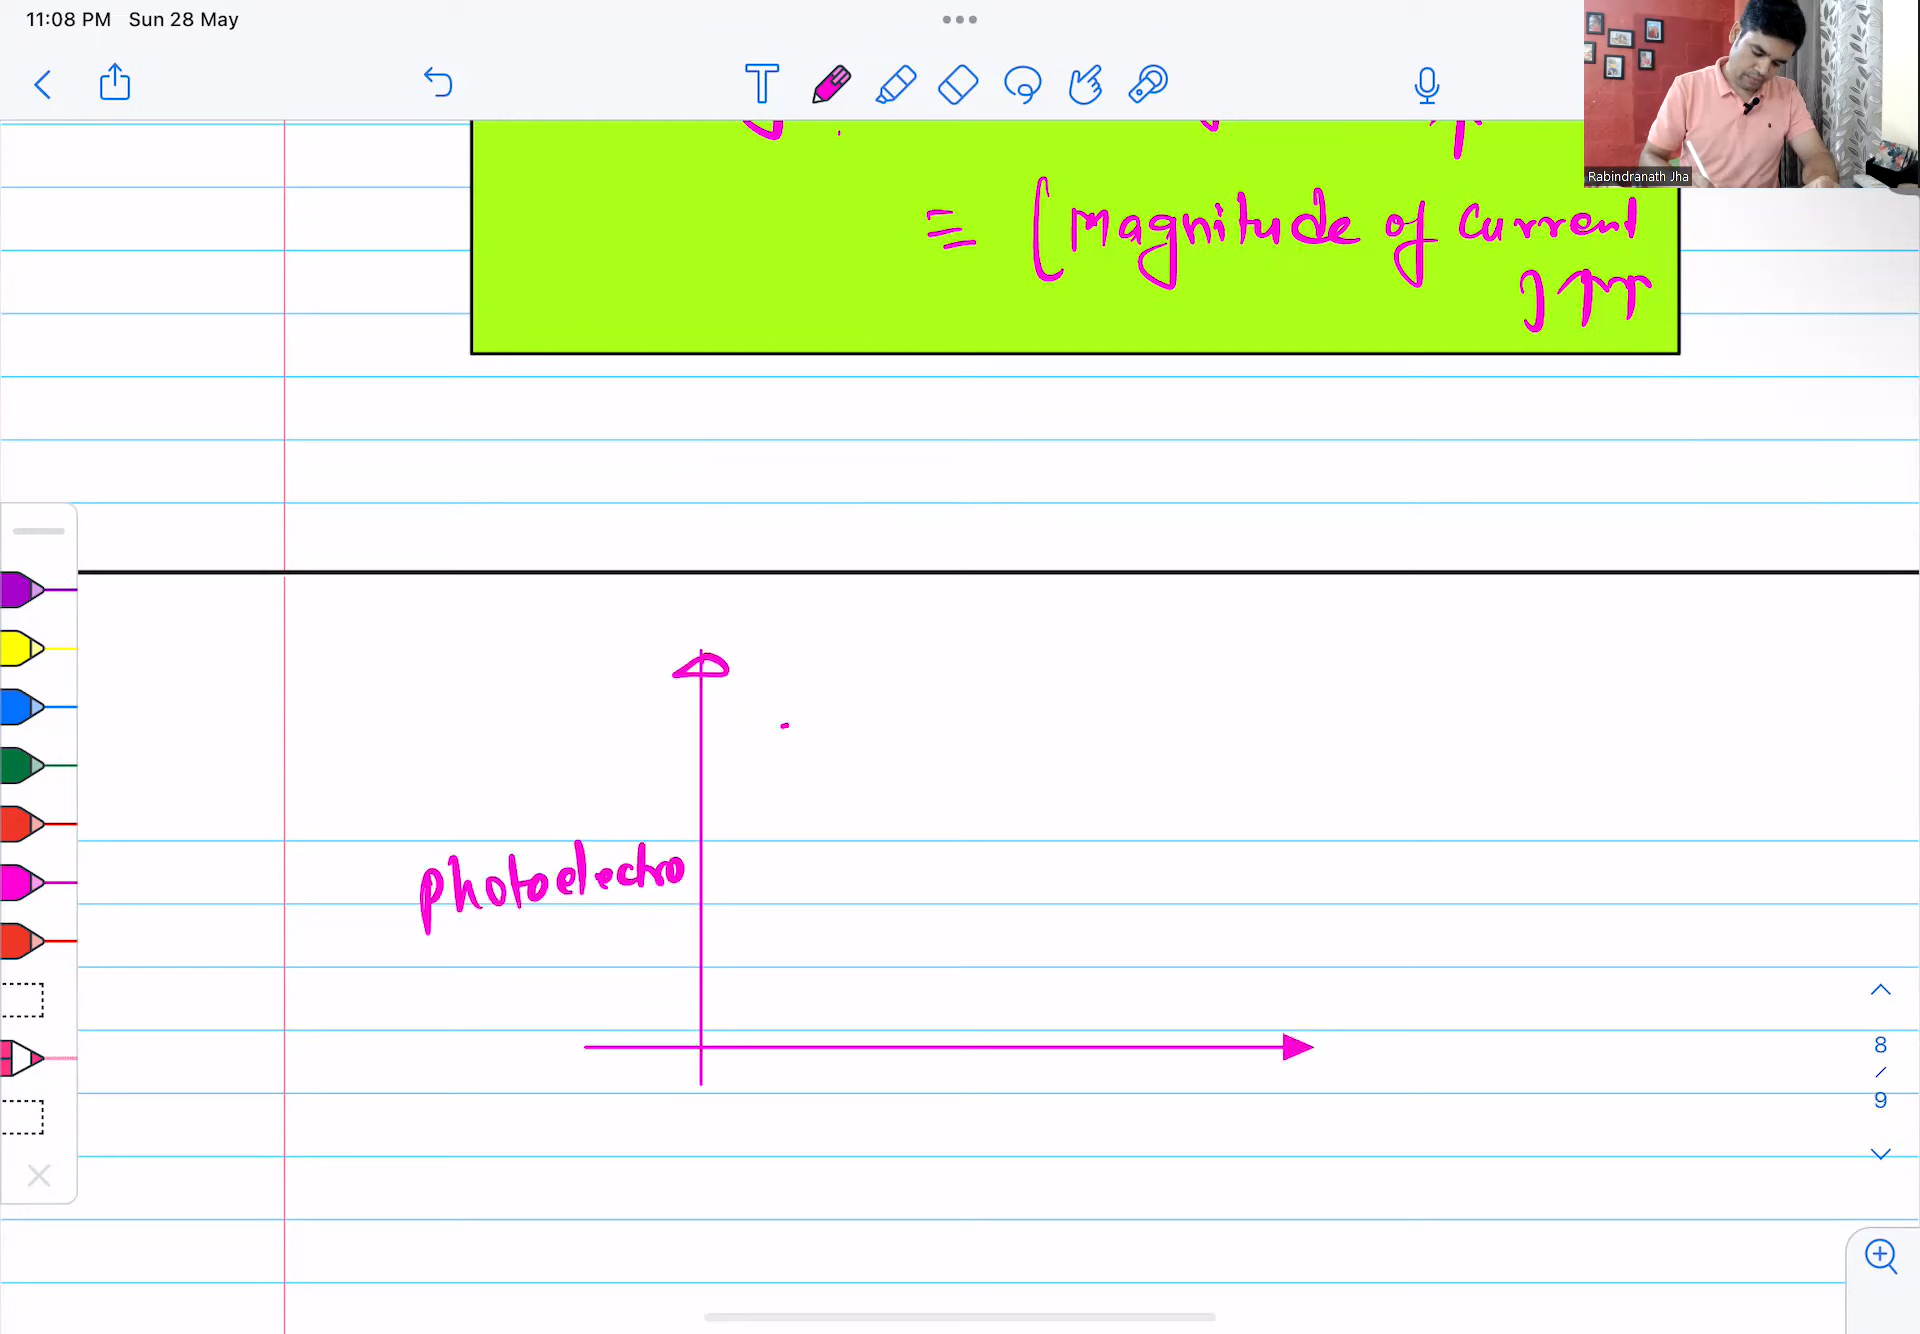 11:08 PM Sun 28 May
Rabindranath Jha
= (magnitude of current
) ↑↑↑
photoelectro
8
/
9